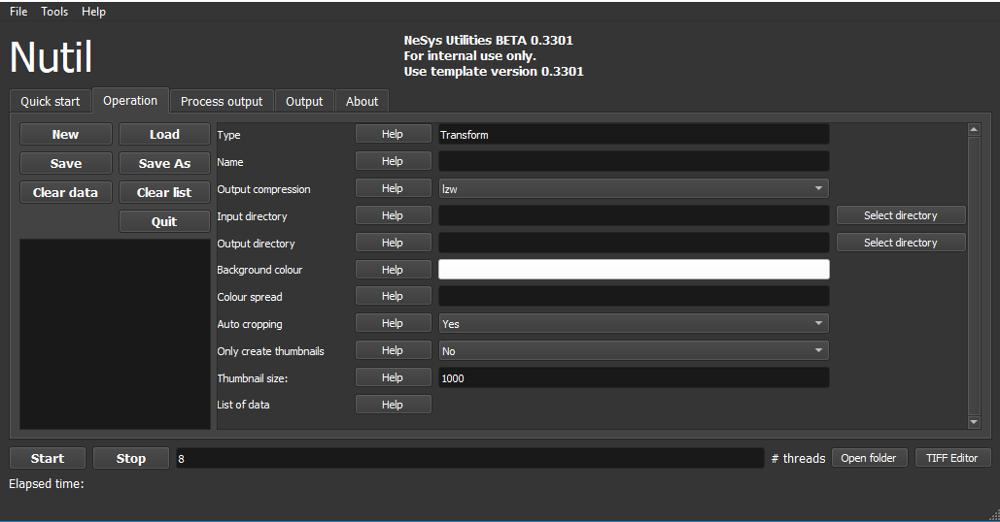 File Tools Help
Nutil
NeSys Utilities BETA 0.3301
For internal use only.
Use template version 0.3301
Quick start Operation Process output Output About
New Load
Save Save As
Clear data Clear list
Quit
Type Help Transform
Name Help
Output compression Help lzw
Input directory Help Select directory
Output directory Help Select directory
Background colour Help
Colour spread Help
Auto cropping Help Yes
Only create thumbnails Help No
Thumbnail size: Help 1000
List of data Help
Start Stop 8 # threads Open folder TIFF Editor
Elapsed time: